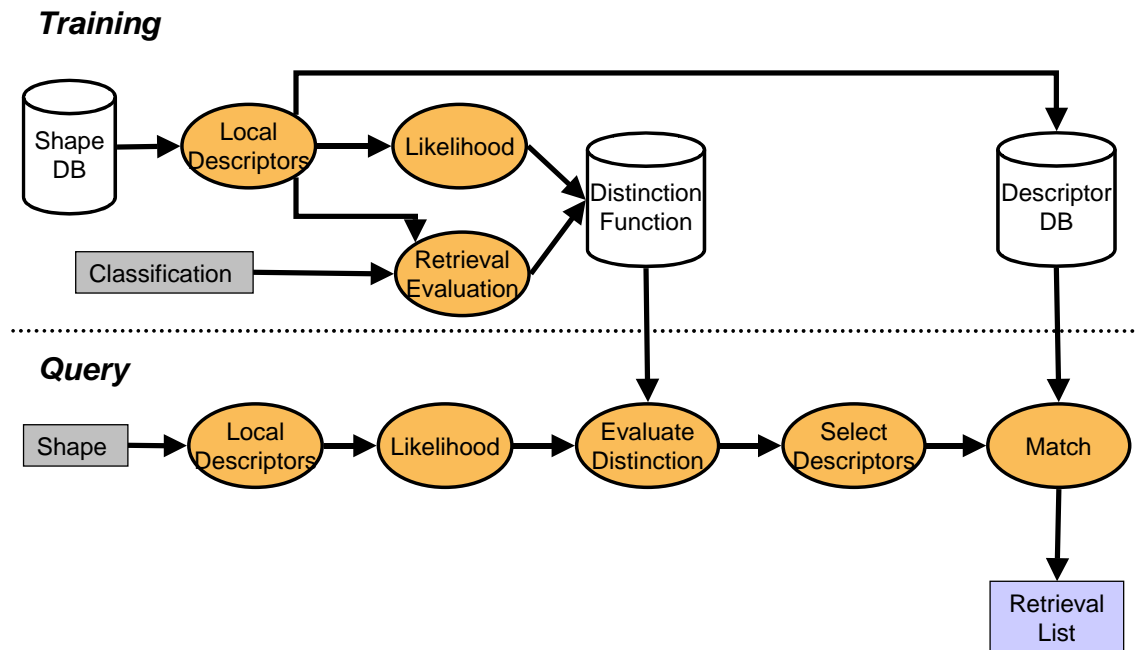 Training
Shape
DB
Local
Descriptors
Likelihood
Distinction
Function
Descriptor
DB
Classification
Retrieval
Evaluation
Query
Shape
Local
Descriptors
Likelihood
Evaluate
Distinction
Select
Descriptors
Match
Retrieval
List